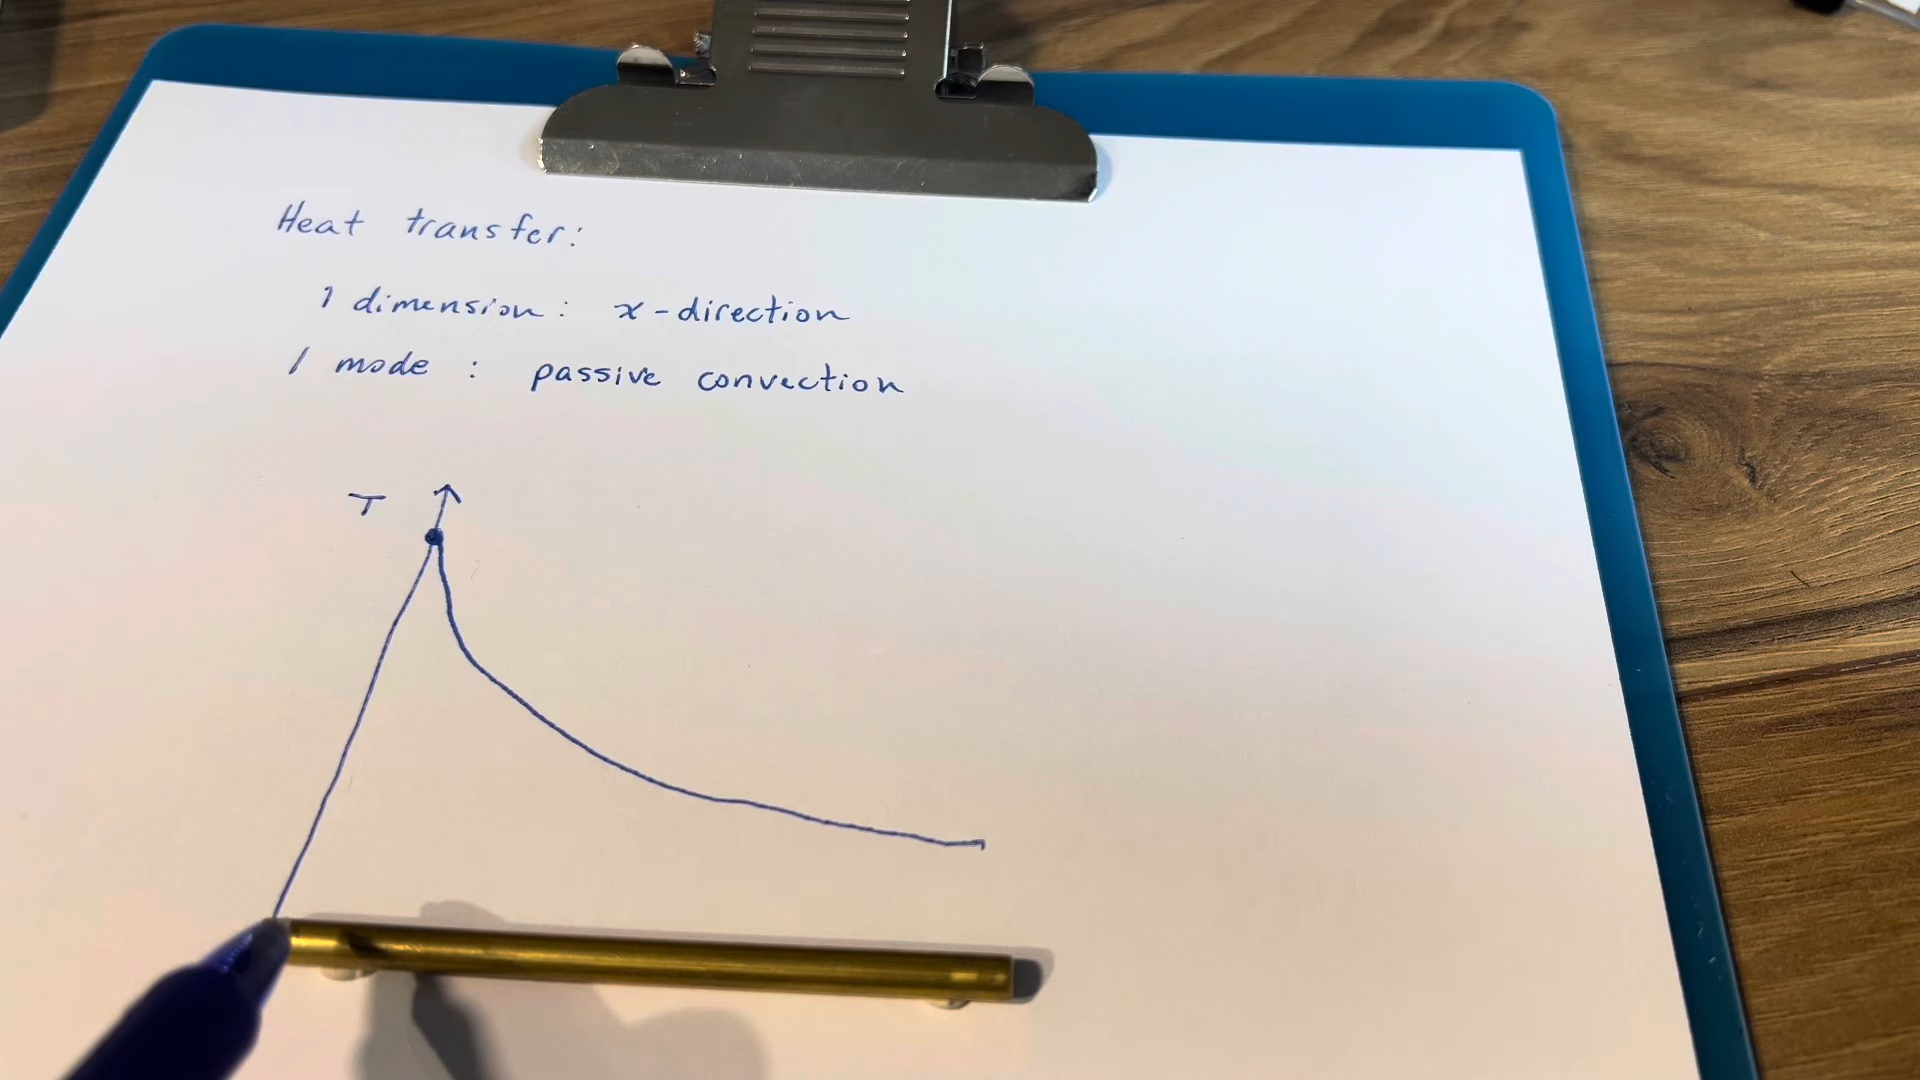 Heat transfer:
1 dimension: x-direction
1 mode: passive convection
T